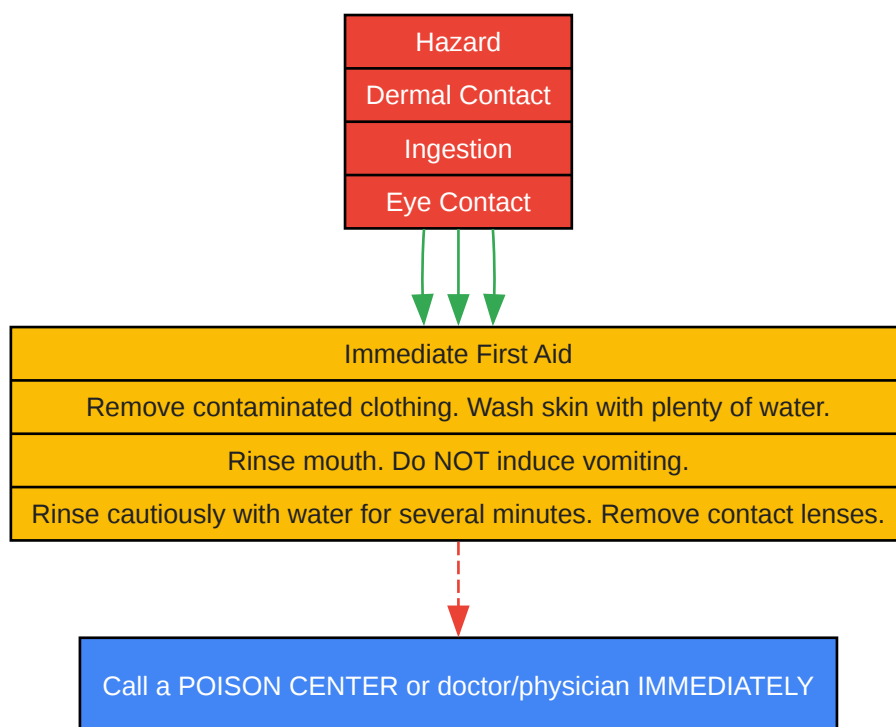 Hazard
Dermal Contact
Ingestion
Eye Contact
Immediate First Aid
Remove contaminated clothing. Wash skin with plenty of water.
Rinse mouth. Do NOT induce vomiting.
Rinse cautiously with water for several minutes. Remove contact lenses.
Call a POISON CENTER or doctor/physician IMMEDIATELY